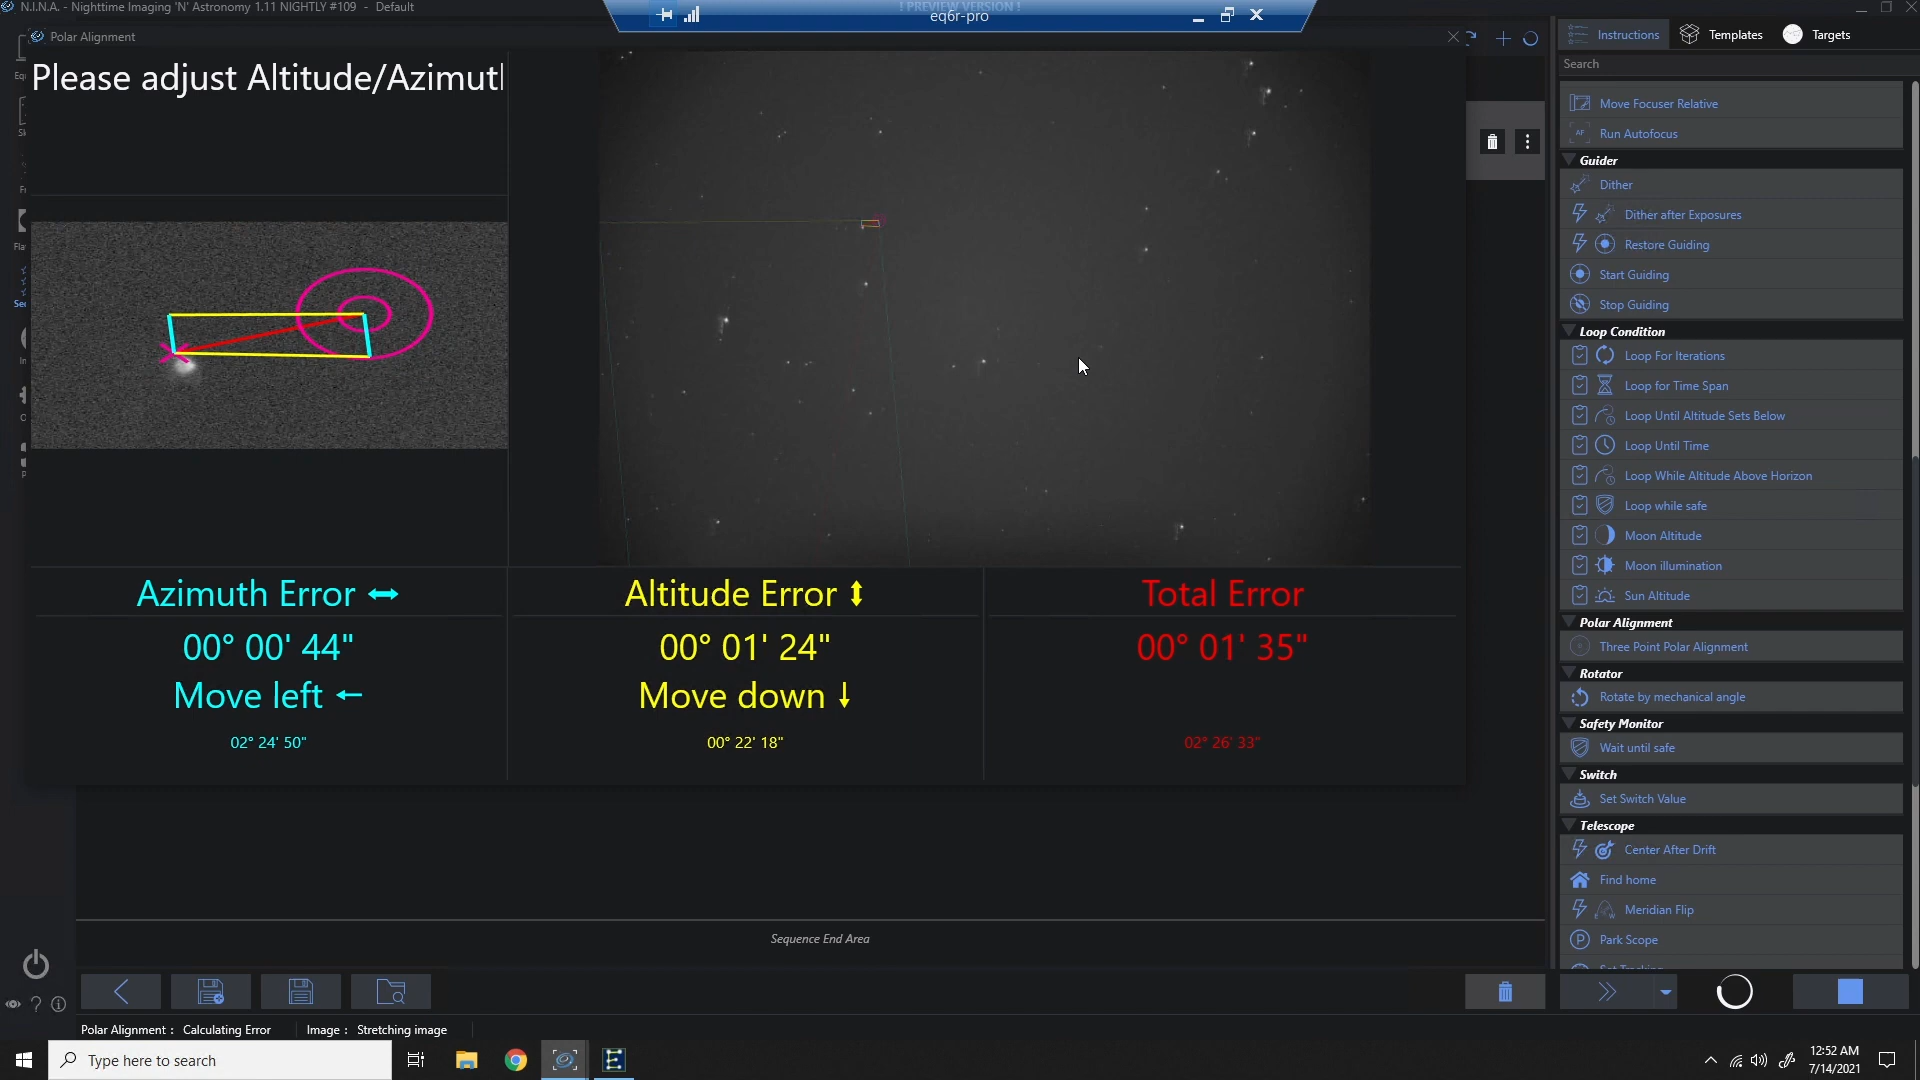 N.I.N.A. - Nighttime Imaging 'N' Astronomy 1.11 NIGHTLY #109 - Default
! PREVIEW VERSION !
eq6r-pro
Polar Alignment
Please adjust Altitude/Azimut
Azimuth Error
00° 00' 44"
Move left ←
02° 24' 50"
Altitude Error
00° 01' 24"
Move down ↓
00° 22' 18"
Total Error
00° 01' 35"
02° 26' 33"
Sequence End Area
Polar Alignment : Calculating Error
Image : Stretching image
Instructions
Templates
Targets
Search
Move Focuser Relative
AF Run Autofocus
Guider
Dither
Dither after Exposures
Restore Guiding
Start Guiding
Stop Guiding
Loop Condition
Loop For Iterations
Loop for Time Span
Loop Until Altitude Sets Below
Loop Until Time
Loop While Altitude Above Horizon
Loop while safe
Moon Altitude
Moon illumination
Sun Altitude
Polar Alignment
Three Point Polar Alignment
Rotator
Rotate by mechanical angle
Safety Monitor
Wait until safe
Switch
Set Switch Value
Telescope
Center After Drift
Find home
Meridian Flip
Park Scope
Set Tracking
Type here to search
12:52 AM
7/14/2021